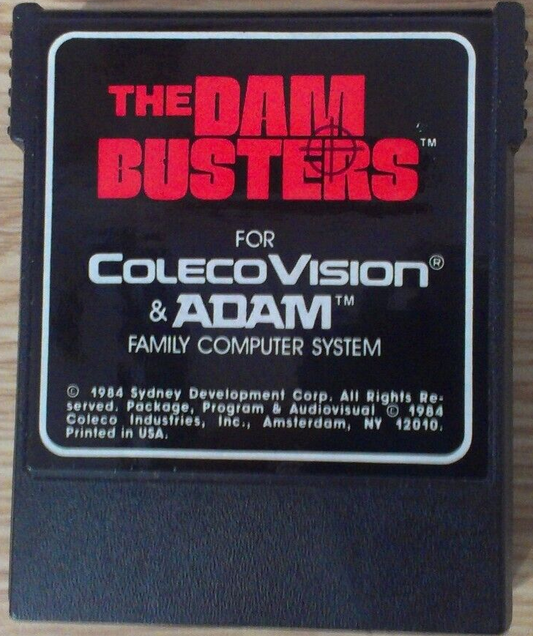 THE DAM
BUSTERS™
FOR
COLECOVISION®
& ADAM™
FAMILY COMPUTER SYSTEM
© 1984 Sydney Development Corp. All Rights Re-
served. Package, Program & Audiovisual © 1984
Coleco Industries, Inc., Amsterdam, NY 12010.
Printed in USA.